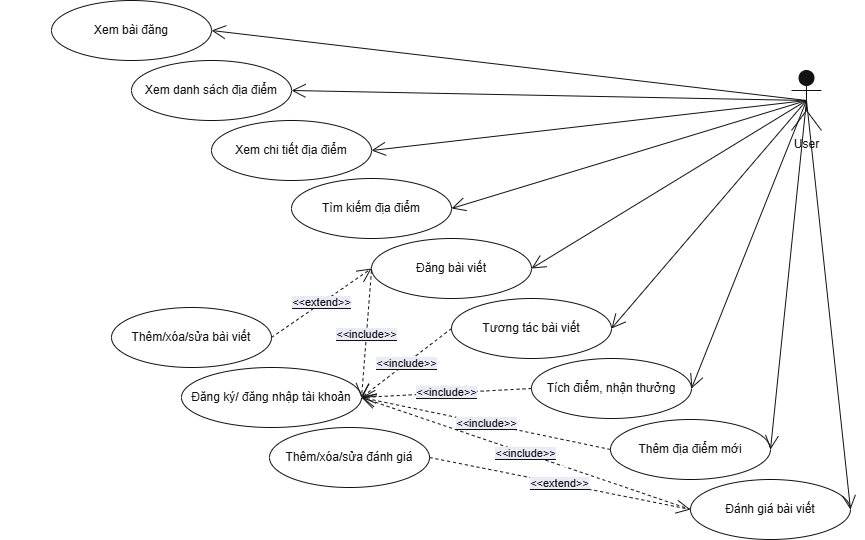 Xem bài đăng
Xem danh sách địa điểm
User
Xem chi tiết địa điểm
Tìm kiếm địa điểm
Đăng bài viết
<<extend>>
Tương tác bài viết
Thêm/xóa/sửa bài viết
<<include>>
<<include>>
Tích điểm, nhận thưởng
<<include>>
Đăng ký/ đăng nhập tài khoản
<<include>>
Thêm địa điểm mới
<<include>>
Thêm/xóa/sửa đánh giá
<<extend>>
Đánh giá bài viết